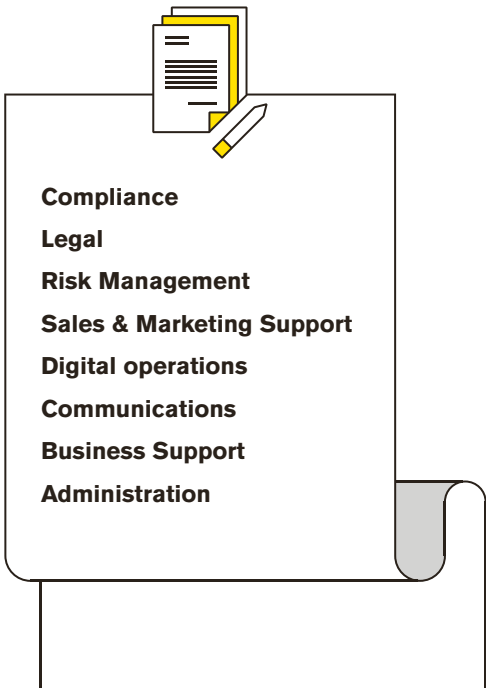 Compliance
Legal
Risk Management
Sales & Marketing Support
Digital operations
Communications
Business Support
Administration